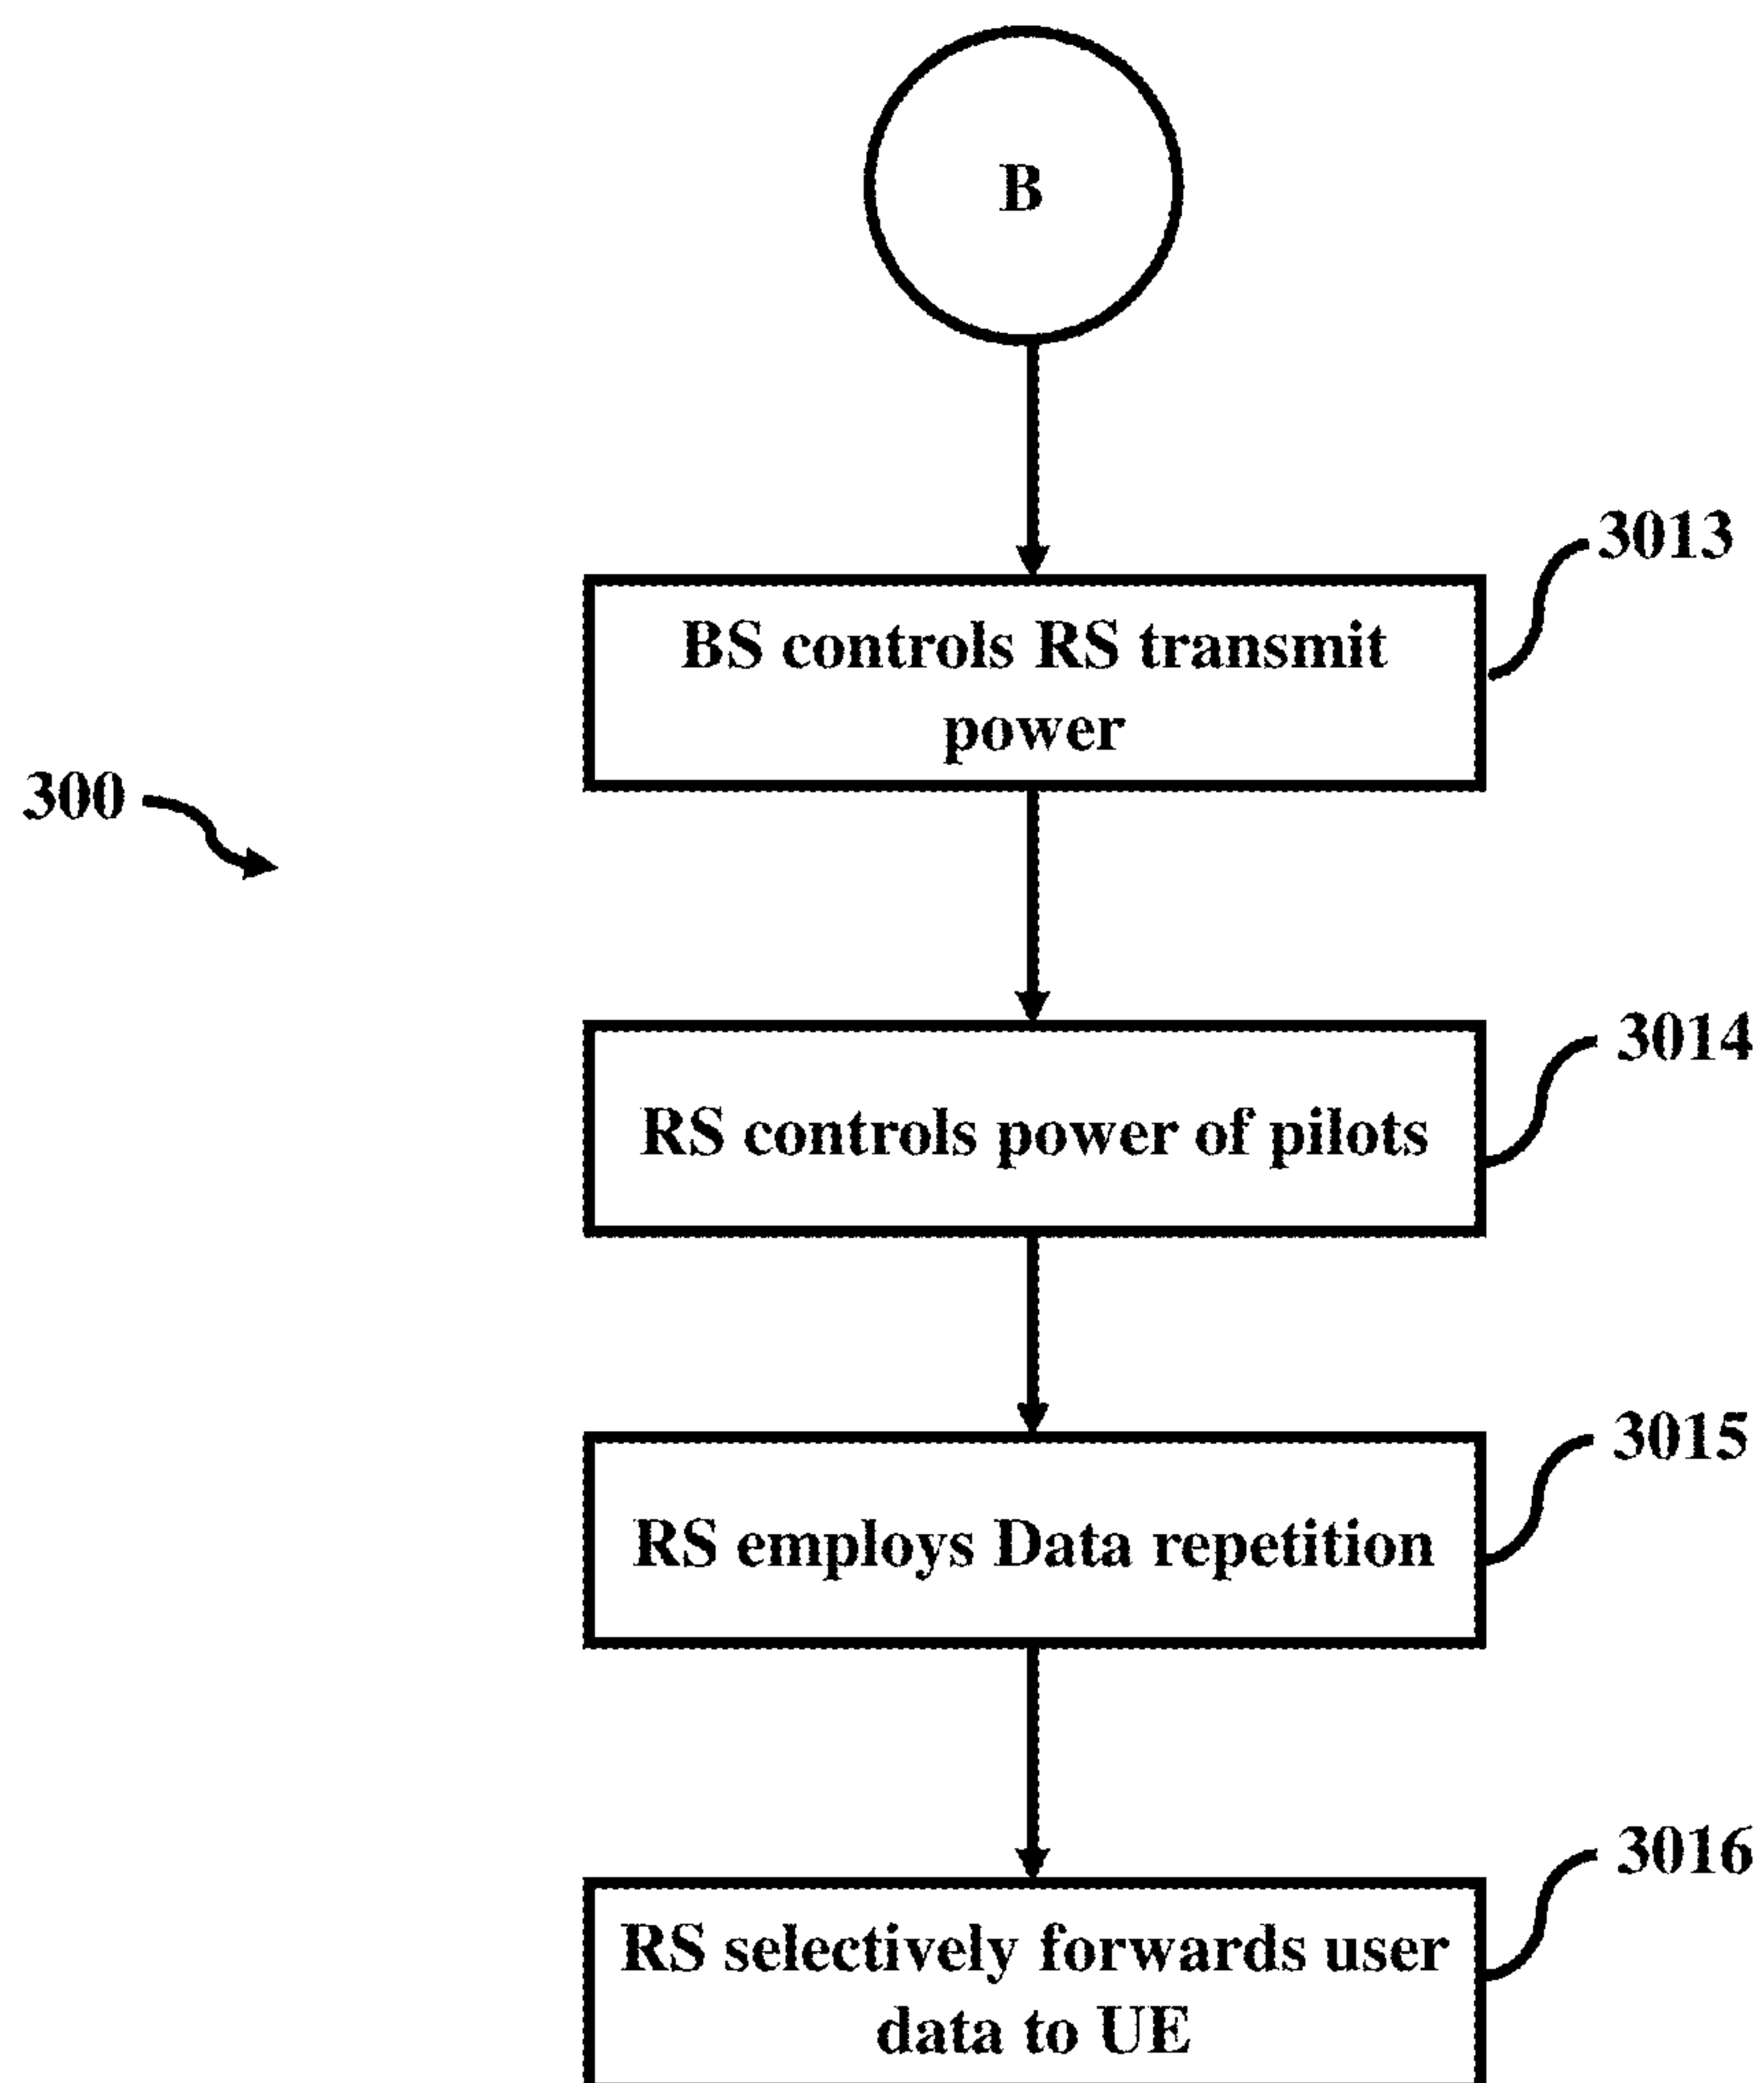 B
3013
BS controls RS transmit
power
300
3014
RS controls power of pilots
3015
RS employs Data repetition
3016
RS selectively forwards user
data to UE